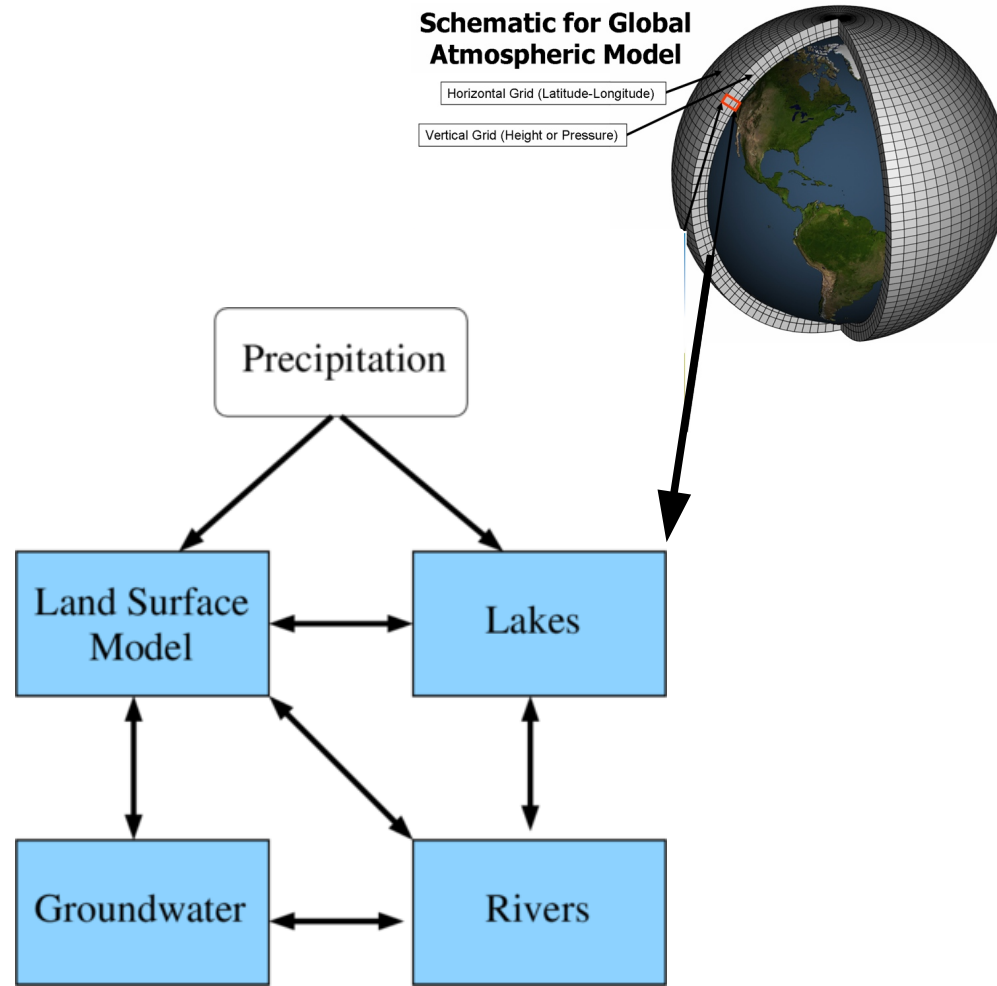 Schematic for Global
Atmospheric Model
Horizontal Grid (Latitude-Longitude)
Vertical Grid (Height or Pressure)
Precipitation
Land Surface
Model
Lakes
Groundwater
Rivers